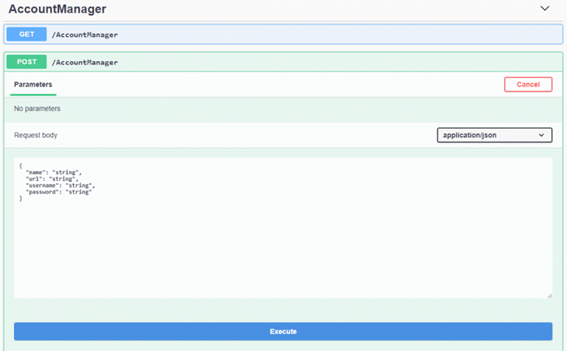 AccountManager
GET /AccountManager
POST /AccountManager
Parameters Cancel
No parameters
Request body application/json
{
"name": "string",
"url": "string",
"username": "string",
"password": "string"
}
Execute